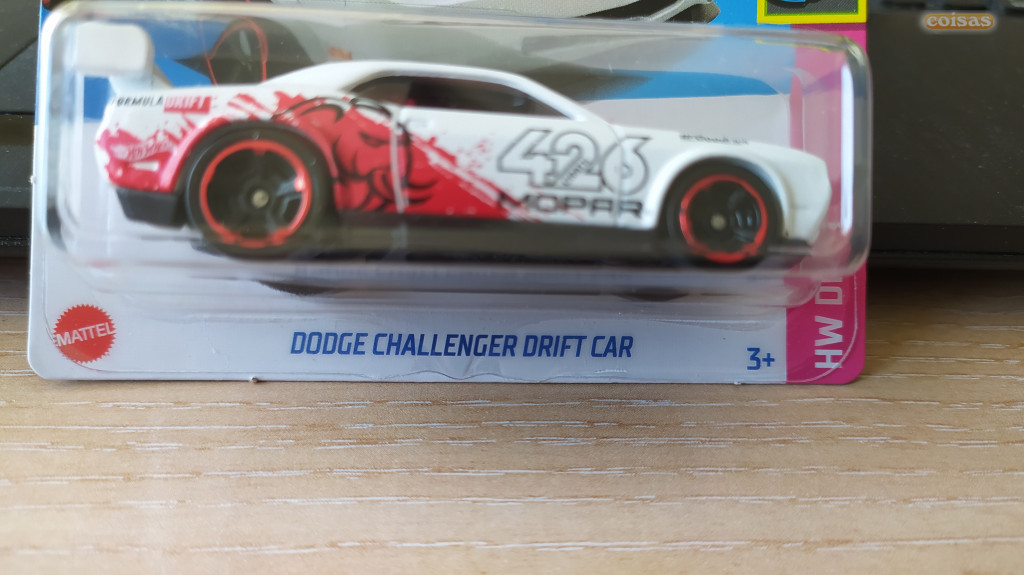 coisas
FORMULA DRIFT
426
MOPAR
MATTEL
DODGE CHALLENGER DRIFT CAR
3+
HW D